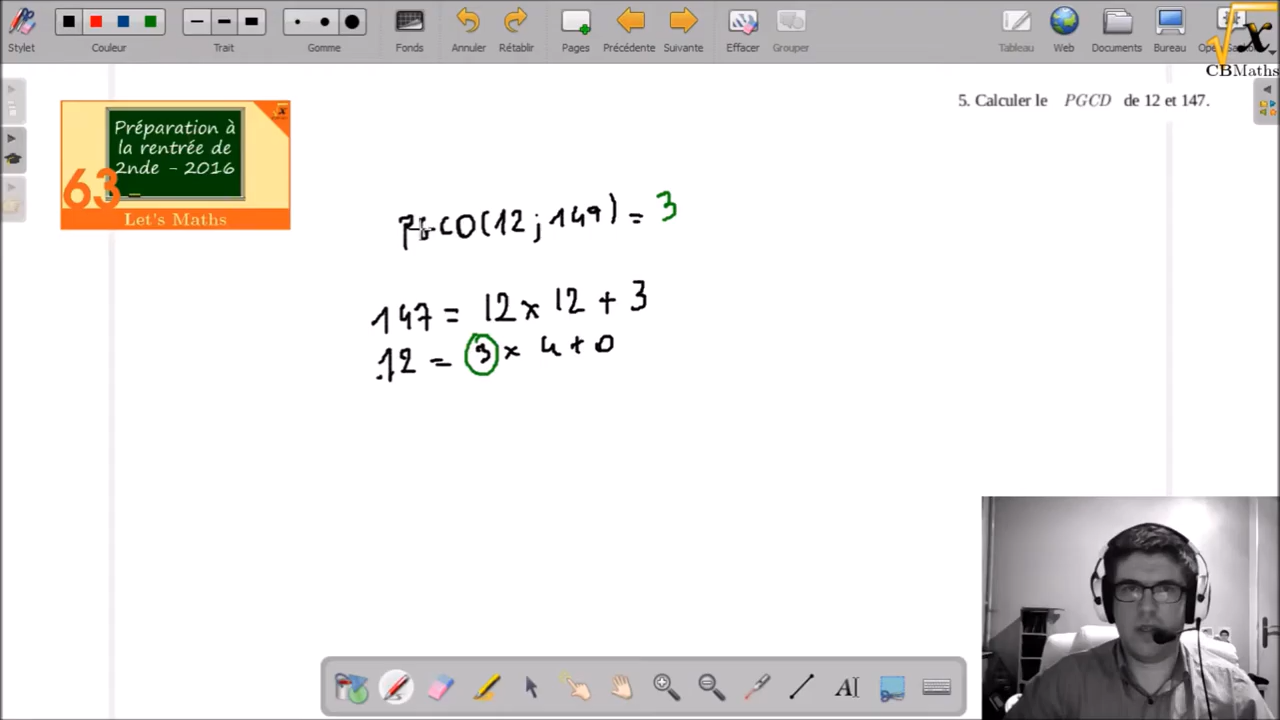 Stylet
Couleur
Trait
Gomme
Fonds
Annuler
Rétablir
Pages
Précédente
Suivante
Effacer
Grouper
Tableau
Web
Documents
Bureau
CBMaths
Préparation à
la rentrée de
2nde - 2016
63
Let's Maths
5. Calculer le PGCD de 12 et 147.
PGCD(12;147) = 3
147 = 12 × 12 + 3
12 = 3 × 4 + 0
AI